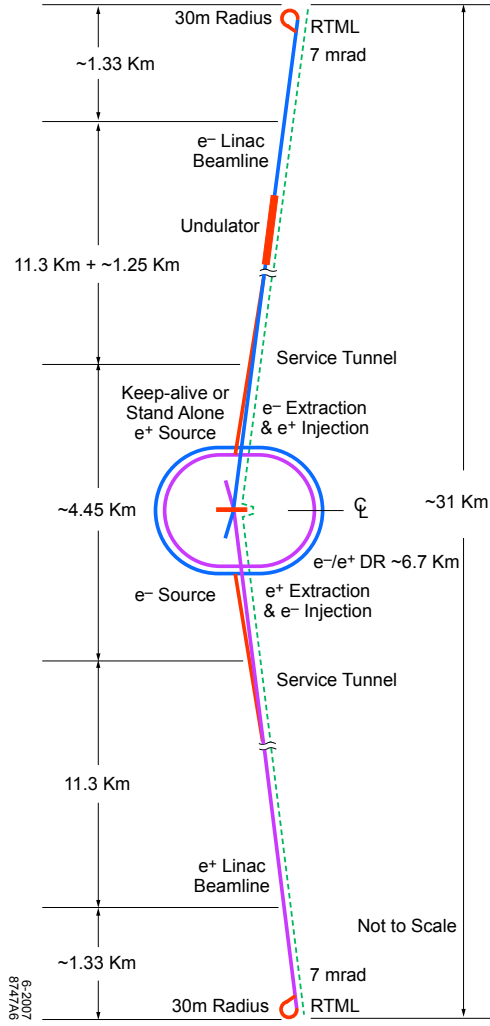 30m Radius
RTML
7 mrad
~1.33 Km
e– Linac
Beamline
Undulator
11.3 Km + ~1.25 Km
Service Tunnel
Keep-alive or
Stand Alone
e+ Source
e– Extraction
& e+ Injection
~4.45 Km
℄
~31 Km
e–/e+ DR ~6.7 Km
e– Source
e+ Extraction
& e– Injection
Service Tunnel
11.3 Km
e+ Linac
Beamline
Not to Scale
~1.33 Km
7 mrad
30m Radius
RTML
6-2007
8747A6